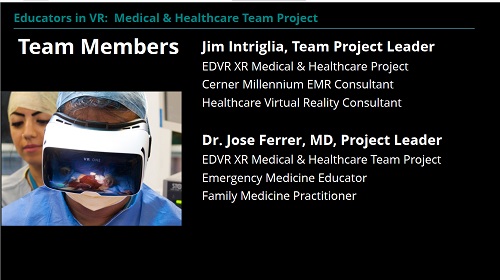 Educators in VR: Medical & Healthcare Team Project
Team Members
Jim Intriglia, Team Project Leader
EDVR XR Medical & Healthcare Project
Cerner Millennium EMR Consultant
Healthcare Virtual Reality Consultant
Dr. Jose Ferrer, MD, Project Leader
EDVR XR Medical & Healthcare Team Project
Emergency Medicine Educator
Family Medicine Practitioner